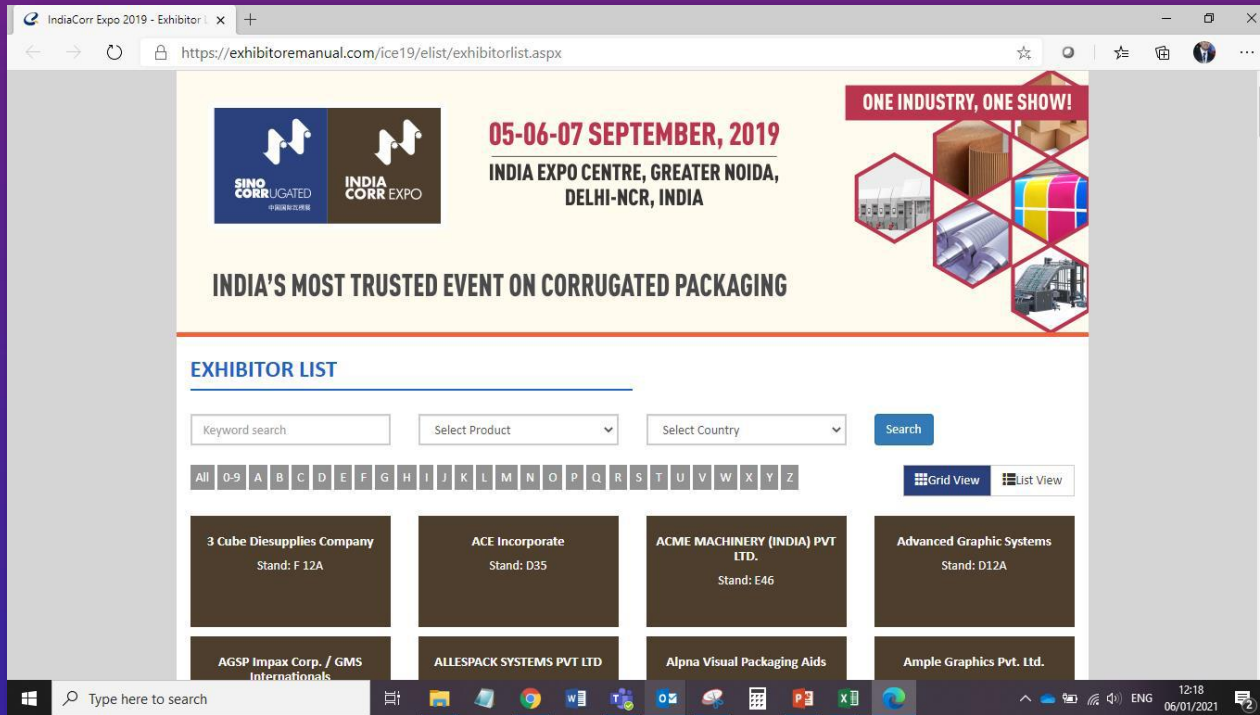 IndiaCorr Expo 2019 - Exhibitor L
https://exhibitoremanual.com/ice19/elist/exhibitorlist.aspx
SINO
CORRUGATED
INDIA
CORR EXPO
05-06-07 SEPTEMBER, 2019
INDIA EXPO CENTRE, GREATER NOIDA,
DELHI-NCR, INDIA
ONE INDUSTRY, ONE SHOW!
INDIA'S MOST TRUSTED EVENT ON CORRUGATED PACKAGING
EXHIBITOR LIST
Keyword search Select Product Select Country Search
All 0-9 A B C D E F G H I J K L M N O P Q R S T U V W X Y Z Grid View List View
3 Cube Diesupplies Company
Stand: F 12A
ACE Incorporate
Stand: D35
ACME MACHINERY (INDIA) PVT
LTD.
Stand: E46
Advanced Graphic Systems
Stand: D12A
AGSP Impax Corp. / GMS
Internationals
ALLESPACK SYSTEMS PVT LTD
Alpna Visual Packaging Aids
Ample Graphics Pvt. Ltd.
Type here to search
ENG
12:18
06/01/2021